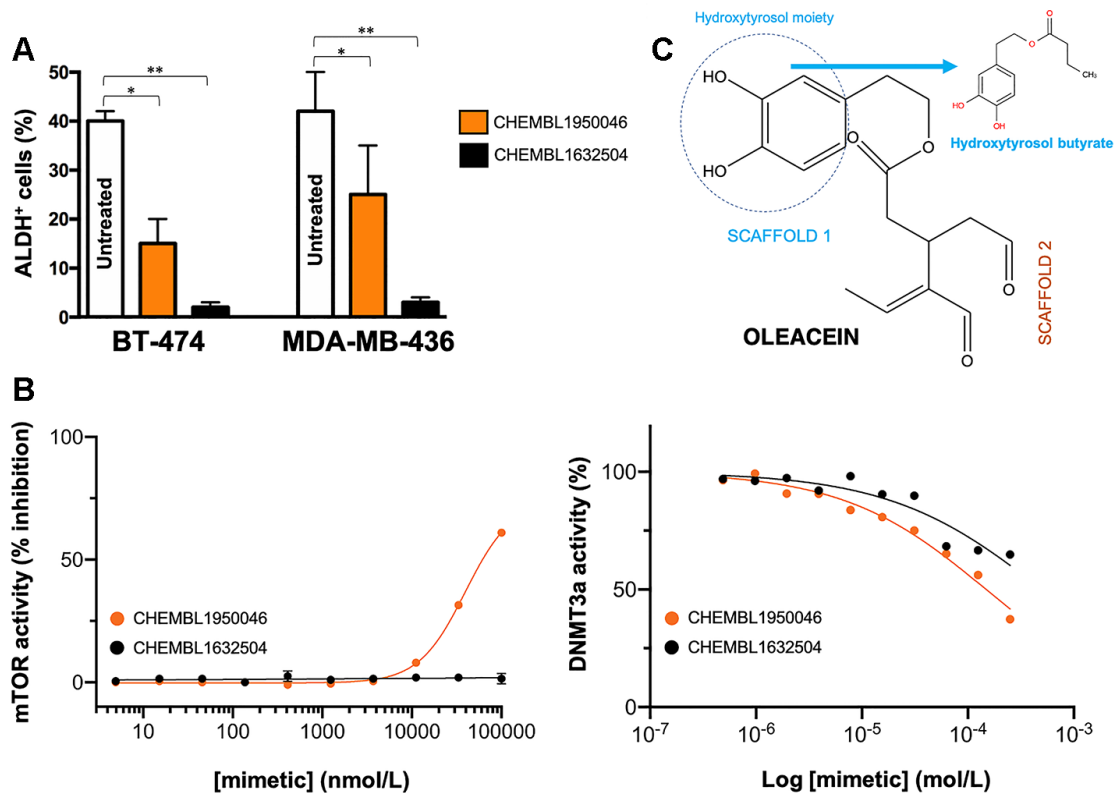 A
ALDH+ cells (%)
50
40
30
20
10
0
**
*
Untreated
**
*
Untreated
BT-474
MDA-MB-436
CHEMBL1950046
CHEMBL1632504
C
Hydroxytyrosol moiety
HO
HO
O
O
SCAFFOLD 1
O
O
OLEACEIN
SCAFFOLD 2
O
O
CH₃
HO
OH
Hydroxytyrosol butyrate
B
mTOR activity (% inhibition)
100
50
0
CHEMBL1950046
CHEMBL1632504
10
100
1000
10000
100000
[mimetic] (nmol/L)
DNMT3a activity (%)
100
50
0
CHEMBL1950046
CHEMBL1632504
10⁻⁷
10⁻⁶
10⁻⁵
10⁻⁴
10⁻³
Log [mimetic] (mol/L)